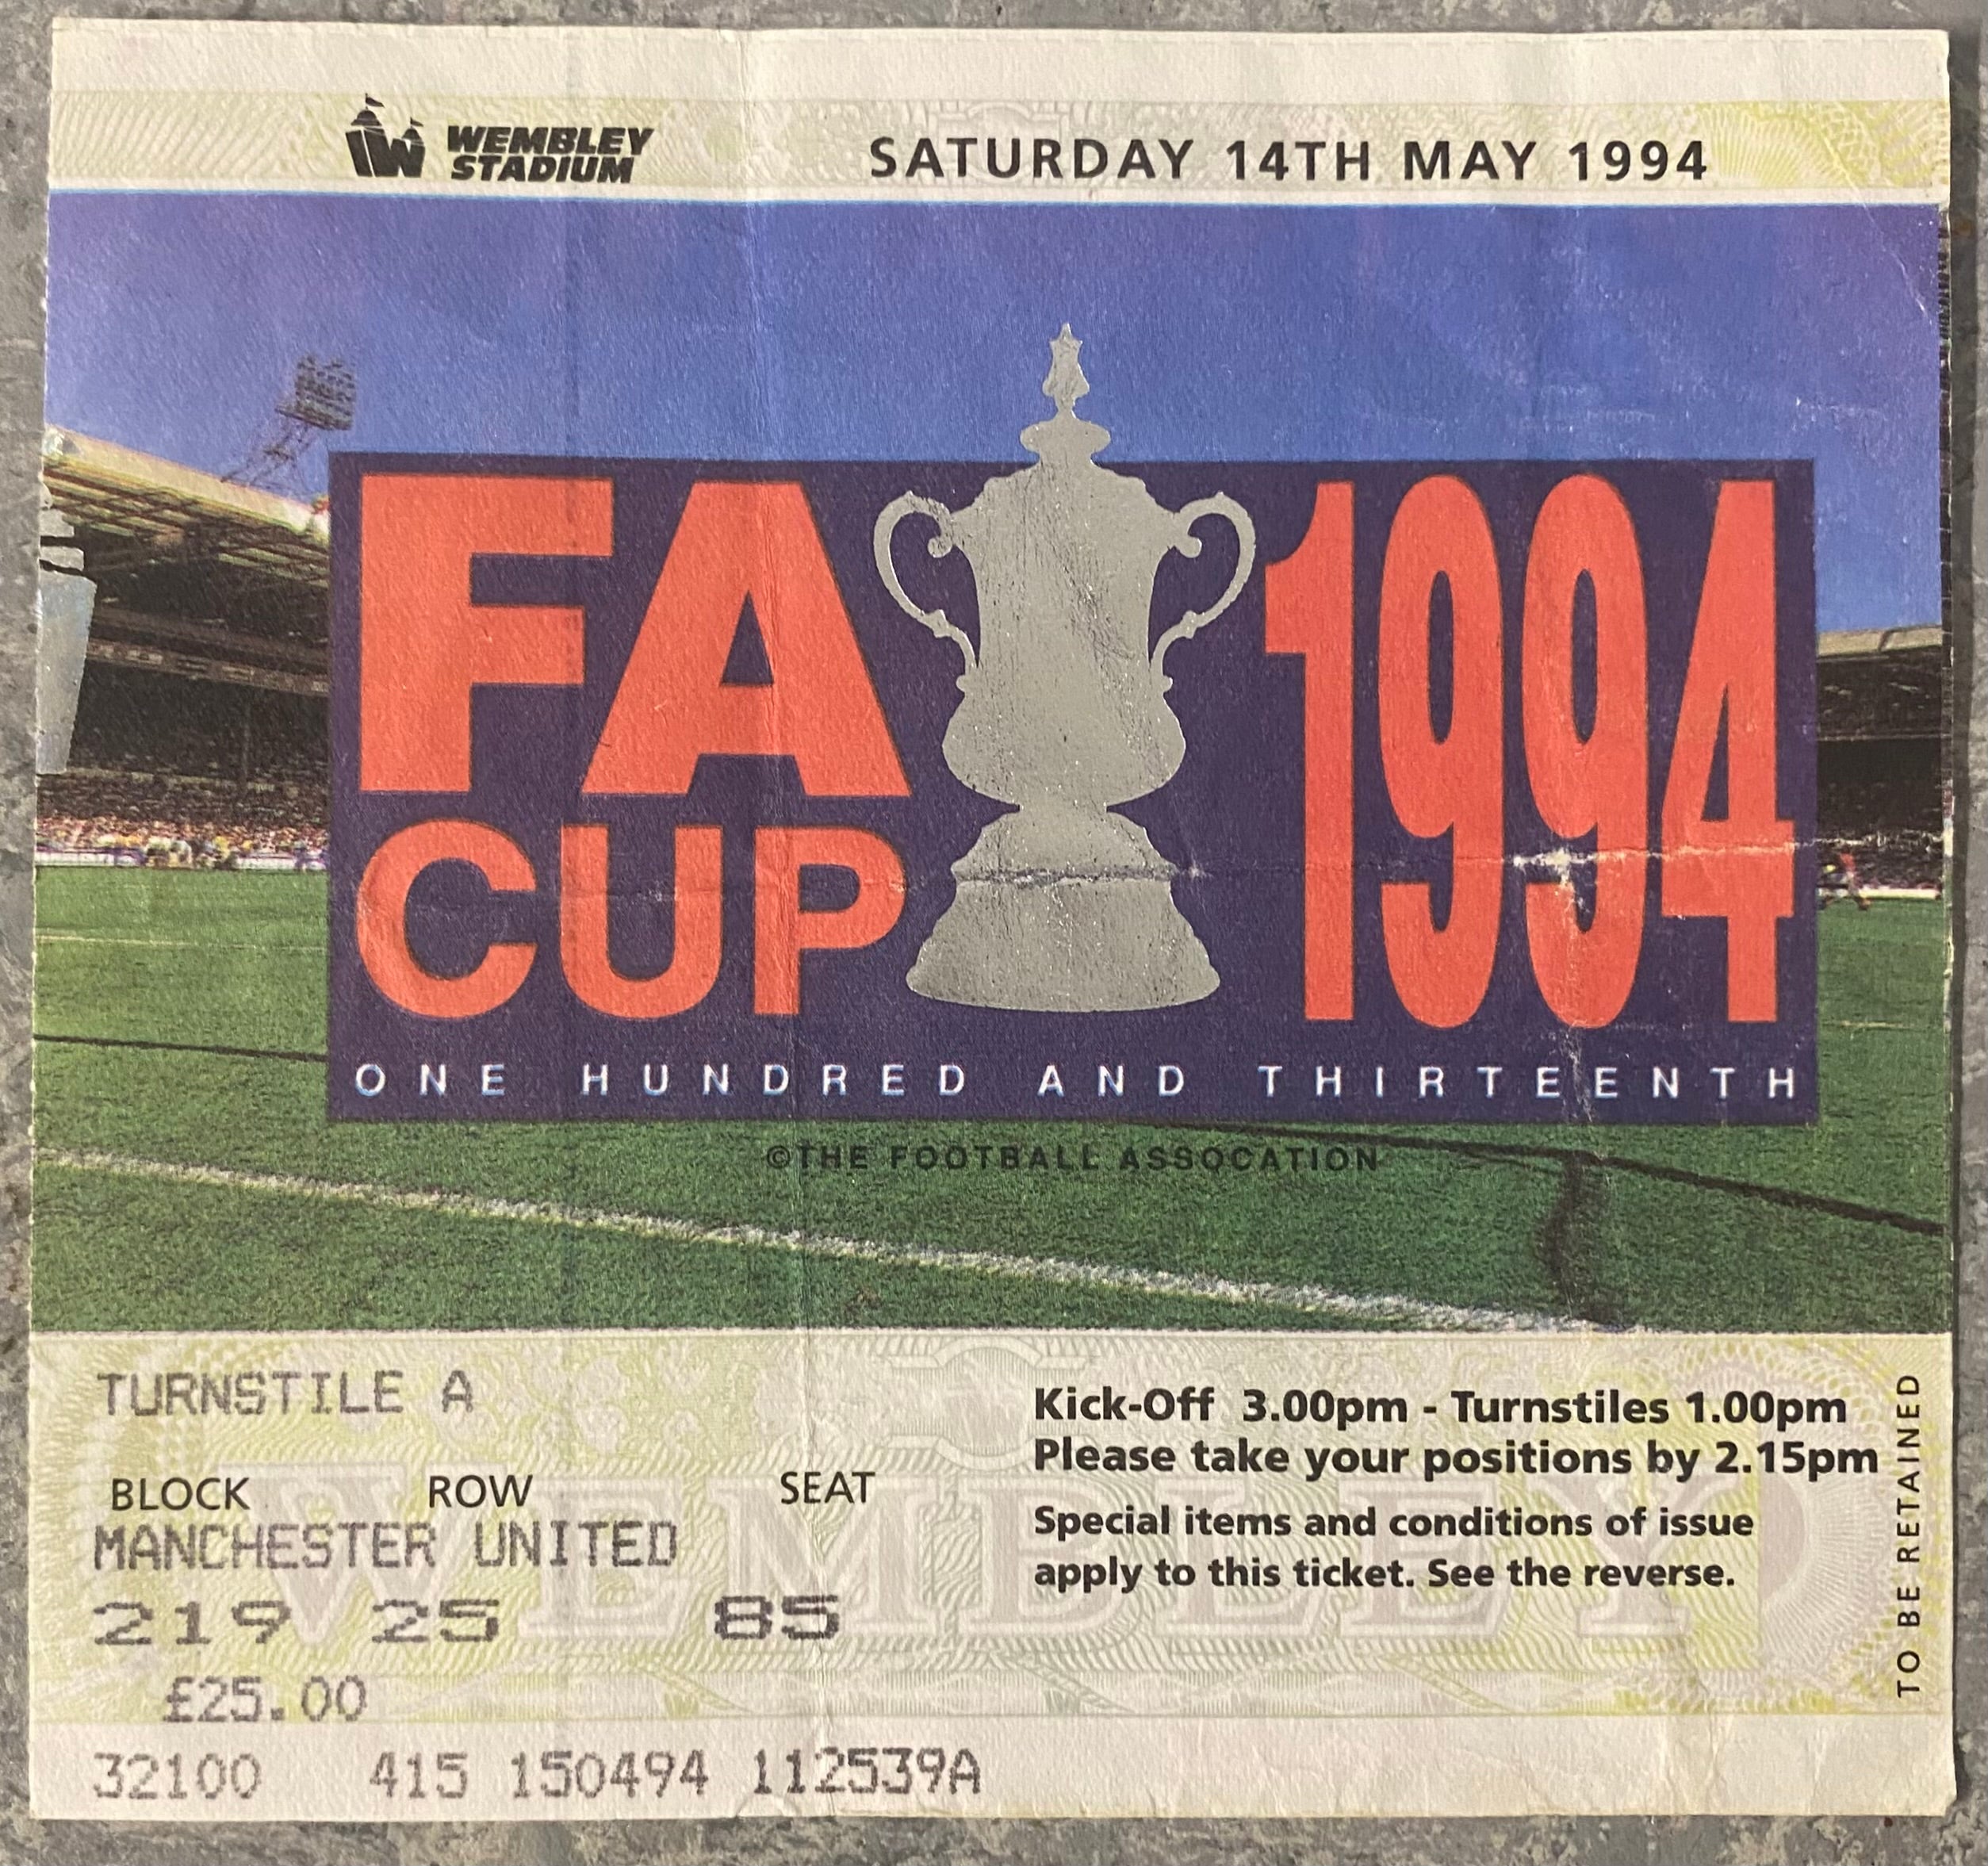 WEMBLEY
STADIUM
SATURDAY 14TH MAY 1994
FA
CUP
1994
ONE HUNDRED AND THIRTEENTH
©THE FOOTBALL ASSOCATION
TURNSTILE A
BLOCK ROW SEAT
MANCHESTER UNITED
219 25 85
£25.00
32100 415 150494 112539A
Kick-Off 3.00pm - Turnstiles 1.00pm
Please take your positions by 2.15pm
Special items and conditions of issue
apply to this ticket. See the reverse.
TO BE RETAINED
WEMBLEY